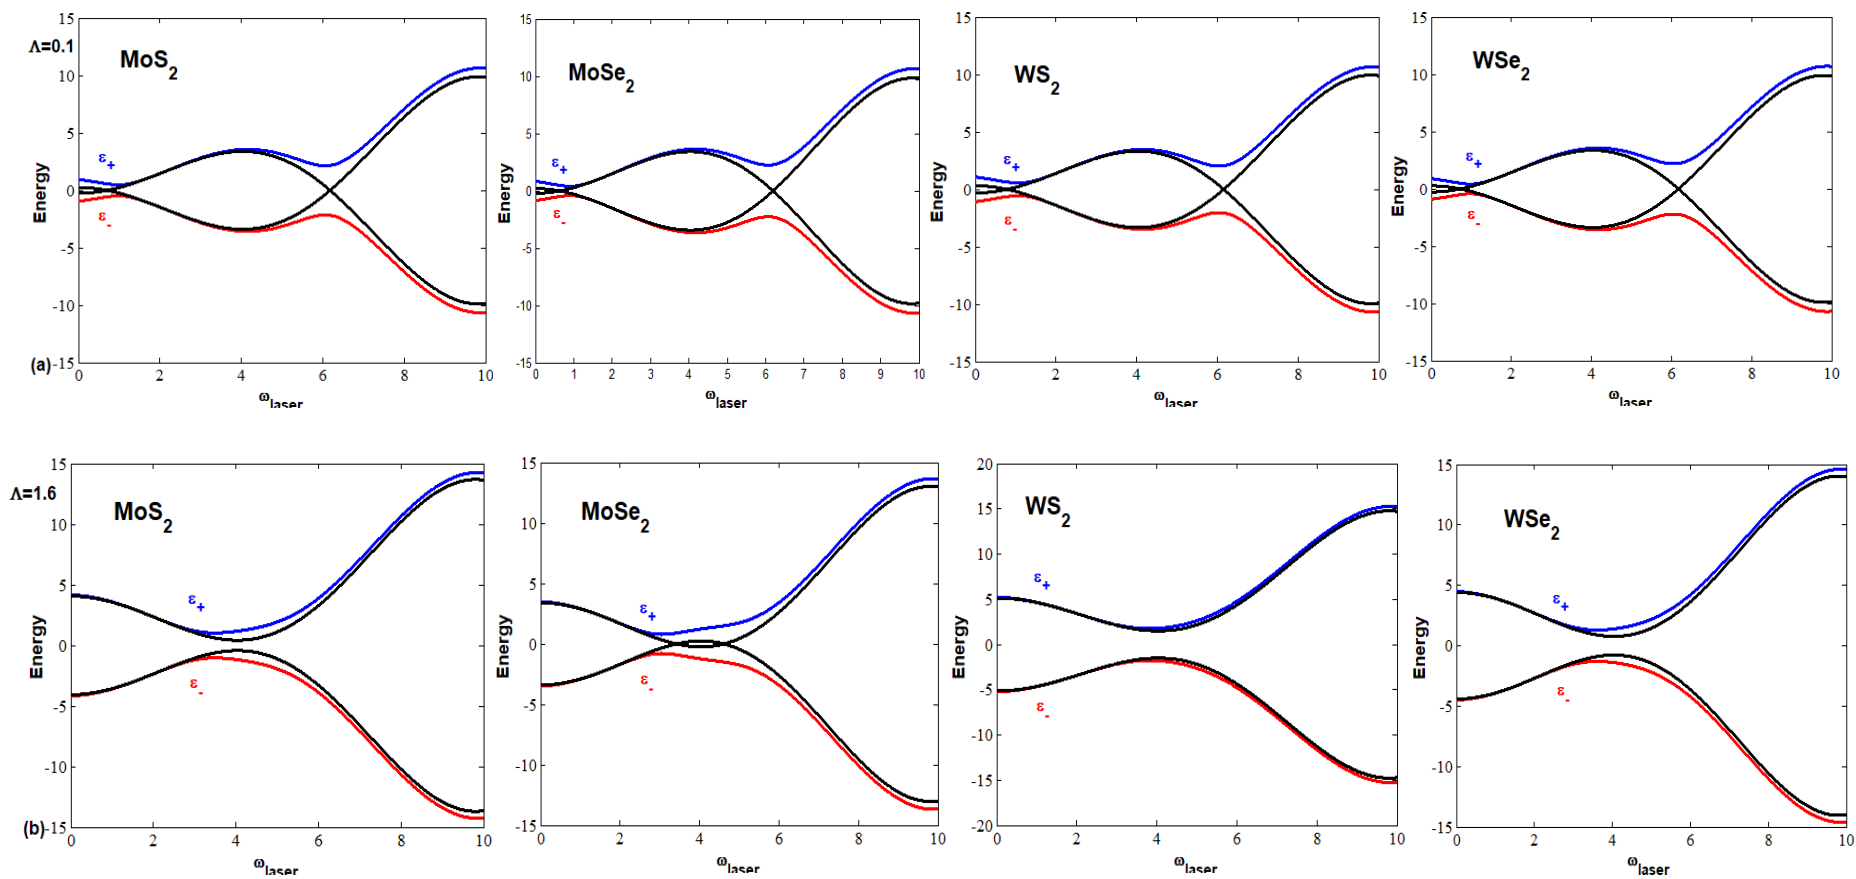 Λ=0.1
(a)
MoS2
ε+
ε-
Energy
15
10
5
0
-5
-10
-15
0 2 4 6 8 10
ωlaser
MoSe2
ε+
ε-
Energy
15
10
5
0
-5
-10
-15
0 1 2 3 4 5 6 7 8 9 10
ωlaser
WS2
ε+
ε-
Energy
15
10
5
0
-5
-10
-15
0 2 4 6 8 10
ωlaser
WSe2
ε+
ε-
Energy
15
10
5
0
-5
-10
-15
0 2 4 6 8 10
ωlaser
Λ=1.6
(b)
MoS2
ε+
ε-
Energy
15
10
5
0
-5
-10
-15
0 2 4 6 8 10
ωlaser
MoSe2
ε+
ε-
Energy
15
10
5
0
-5
-10
-15
0 2 4 6 8 10
ωlaser
WS2
ε+
ε-
Energy
20
15
10
5
0
-5
-10
-15
-20
0 2 4 6 8 10
ωlaser
WSe2
ε+
ε-
Energy
15
10
5
0
-5
-10
-15
0 2 4 6 8 10
ωlaser